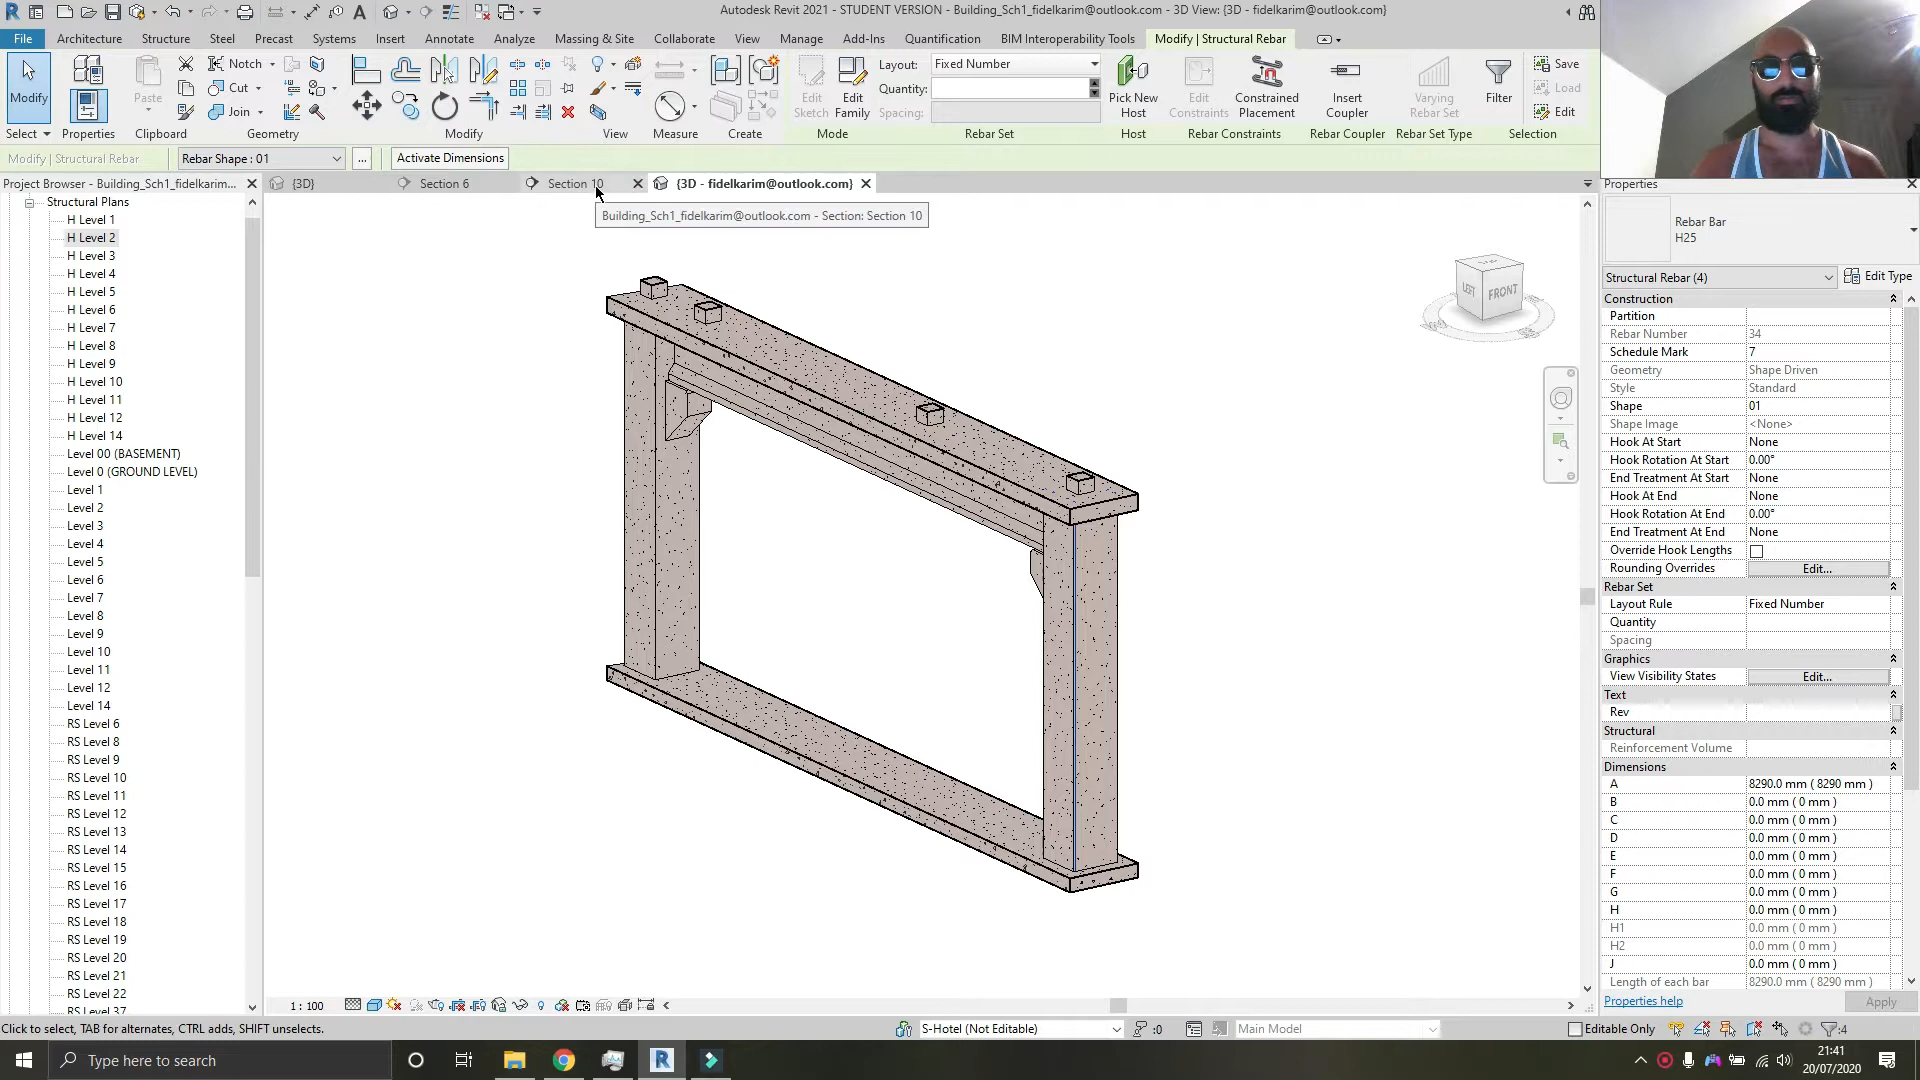 Autodesk Revit 2021 - STUDENT VERSION - Building_Sch1_fidelkarim@outlook.com - 3D View: {3D - fidelkarim@outlook.com}
File Architecture Structure Steel Precast Systems Insert Annotate Analyze Massing & Site Collaborate View Manage Add-Ins Quantification BIM Interoperability Tools Modify | Structural Rebar
Modify Paste Notch Cut Join Edit Sketch Edit Family Layout: Fixed Number Quantity: Spacing: Pick New Host Edit Constraints Constrained Placement Insert Coupler Varying Rebar Set Filter Save Load Edit
Select Properties Clipboard Geometry Modify View Measure Create Mode Rebar Set Host Rebar Constraints Rebar Coupler Rebar Set Type Selection
Modify | Structural Rebar Rebar Shape : 01 ... Activate Dimensions
Project Browser - Building_Sch1_fidelkarim... {3D} Section 6 Section 10 {3D - fidelkarim@outlook.com} Properties
Building_Sch1_fidelkarim@outlook.com - Section: Section 10
Structural Plans
H Level 1
H Level 2
H Level 3
H Level 4
H Level 5
H Level 6
H Level 7
H Level 8
H Level 9
H Level 10
H Level 11
H Level 12
H Level 14
Level 00 (BASEMENT)
Level 0 (GROUND LEVEL)
Level 1
Level 2
Level 3
Level 4
Level 5
Level 6
Level 7
Level 8
Level 9
Level 10
Level 11
Level 12
Level 14
RS Level 6
RS Level 8
RS Level 9
RS Level 10
RS Level 11
RS Level 12
RS Level 13
RS Level 14
RS Level 15
RS Level 16
RS Level 17
RS Level 18
RS Level 19
RS Level 20
RS Level 21
RS Level 22
RS Level 37
LEFT FRONT
Rebar Bar
H25
Structural Rebar (4) Edit Type
Construction
Partition
Rebar Number 34
Schedule Mark 7
Geometry Shape Driven
Style Standard
Shape 01
Shape Image <None>
Hook At Start None
Hook Rotation At Start 0.00°
End Treatment At Start None
Hook At End None
Hook Rotation At End 0.00°
End Treatment At End None
Override Hook Lengths
Rounding Overrides Edit...
Rebar Set
Layout Rule Fixed Number
Quantity
Spacing
Graphics
View Visibility States Edit...
Text
Rev
Structural
Reinforcement Volume
Dimensions
A 8290.0 mm ( 8290 mm )
B 0.0 mm ( 0 mm )
C 0.0 mm ( 0 mm )
D 0.0 mm ( 0 mm )
E 0.0 mm ( 0 mm )
F 0.0 mm ( 0 mm )
G 0.0 mm ( 0 mm )
H 0.0 mm ( 0 mm )
H1 0.0 mm ( 0 mm )
H2 0.0 mm ( 0 mm )
J 0.0 mm ( 0 mm )
Length of each bar 8290.0 mm ( 8290 mm )
Properties help Apply
1 : 100
Click to select, TAB for alternates, CTRL adds, SHIFT unselects. S-Hotel (Not Editable) :0 Main Model Editable Only :4
Type here to search
21:41
20/07/2020